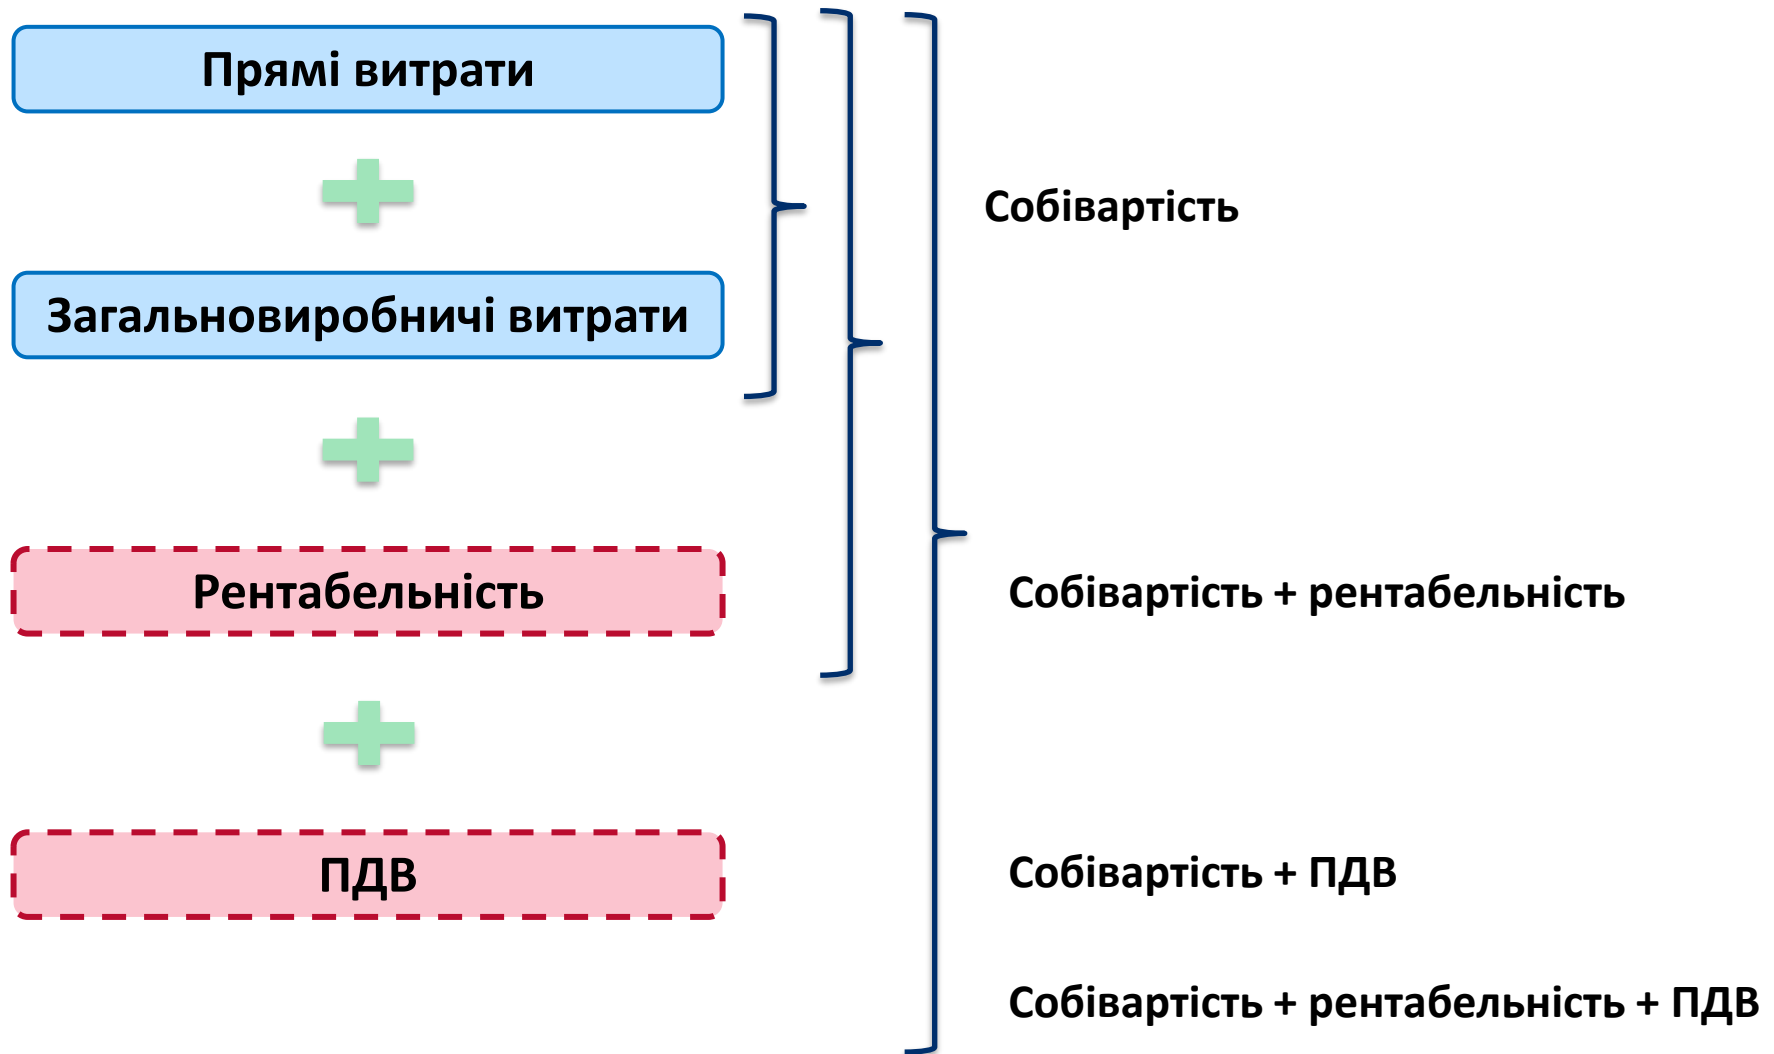 Прямі витрати
Загальновиробничі витрати
Рентабельність
ПДВ
Собівартість
Собівартість + рентабельність
Собівартість + ПДВ
Собівартість + рентабельність + ПДВ